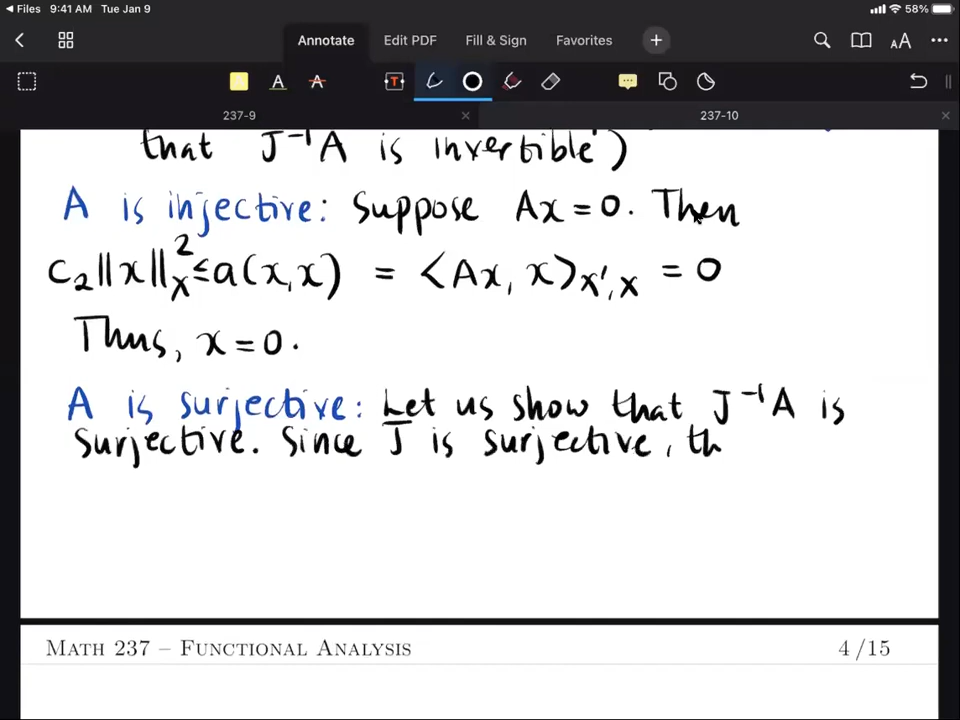 Files 9:41 AM Tue Jan 9 58%
Annotate Edit PDF Fill & Sign Favorites
237-9 237-10
that J⁻¹A is invertible')
A is injective: Suppose Ax = 0. Then
c₂||x||²_X ≤ a(x,x) = <Ax, x>_X',X = 0
Thus, x = 0.
A is surjective: Let us show that J⁻¹A is
surjective. Since J is surjective, th
MATH 237 – FUNCTIONAL ANALYSIS 4 / 15